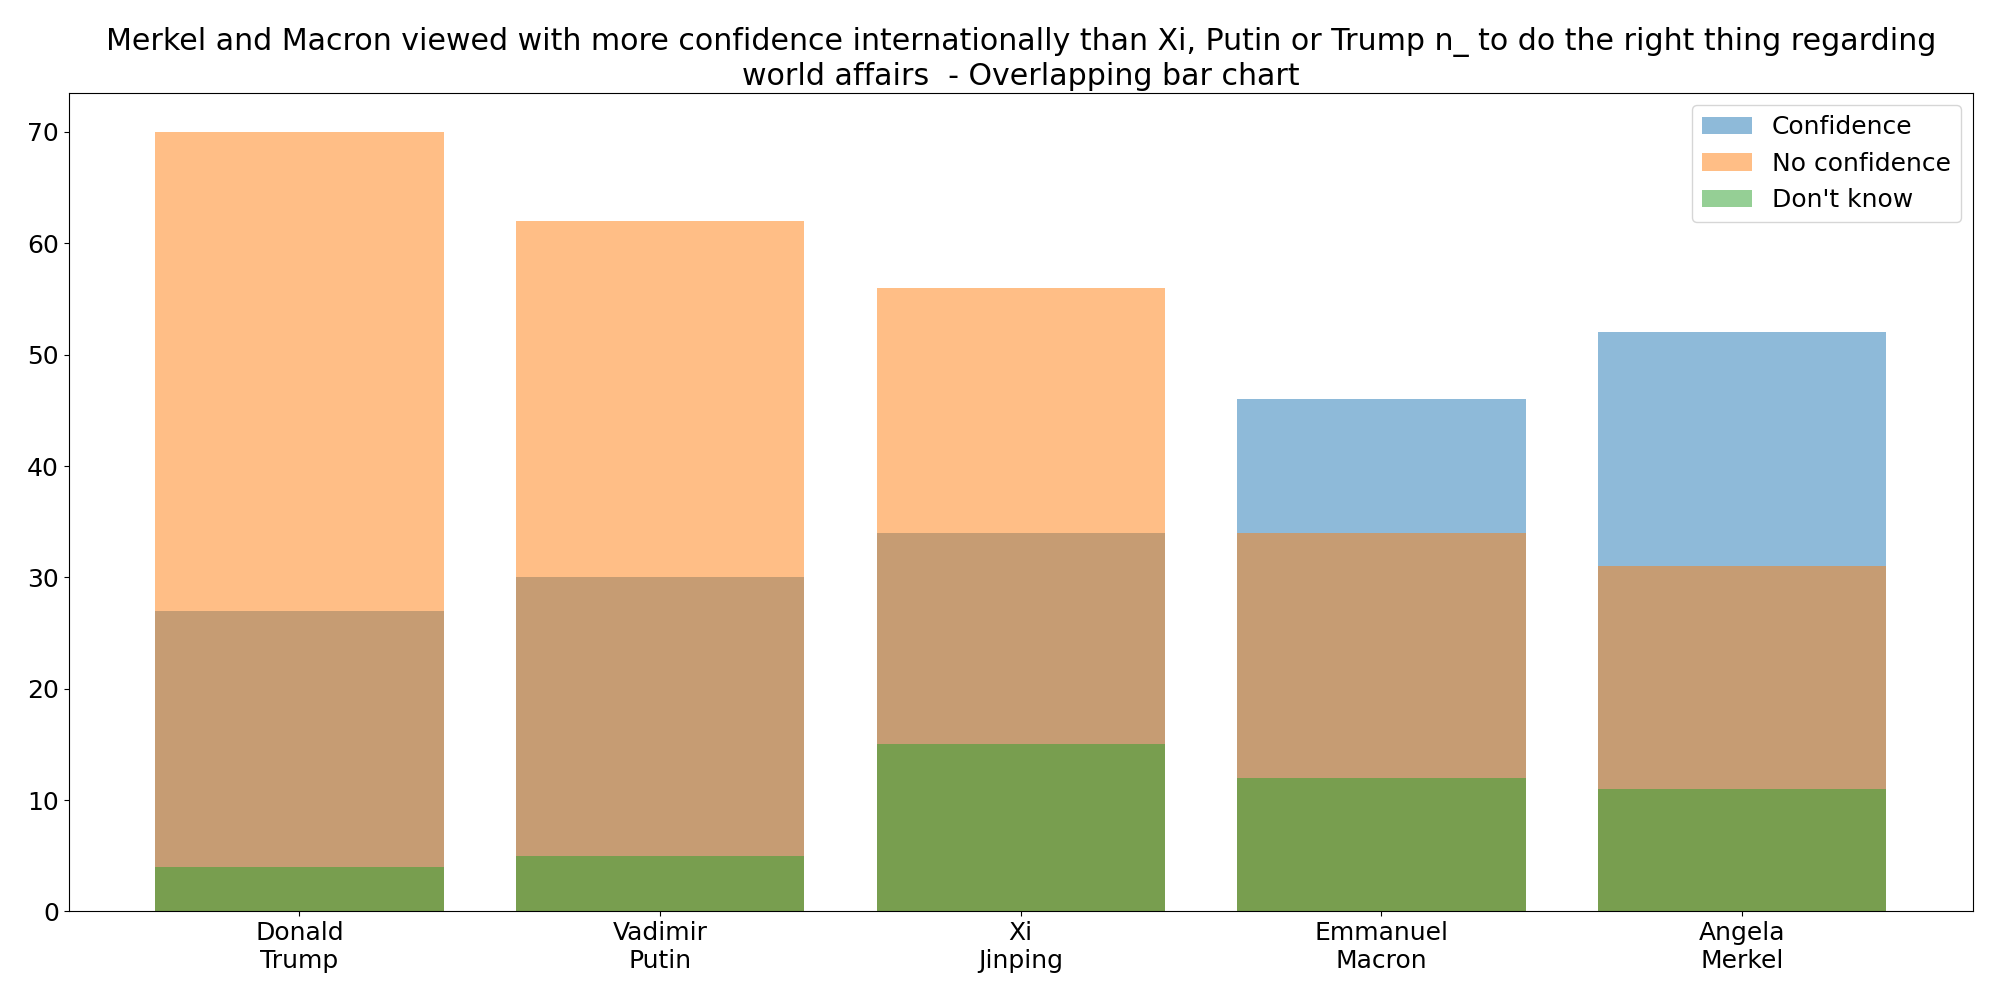 Merkel and Macron viewed with more confidence internationally than Xi, Putin or Trump n_ to do the right thing regarding
world affairs  - Overlapping bar chart
Confidence
No confidence
Don't know
70
60
50
40
30
20
10
0
Donald
Trump
Vadimir
Putin
Xi
Jinping
Emmanuel
Macron
Angela
Merkel